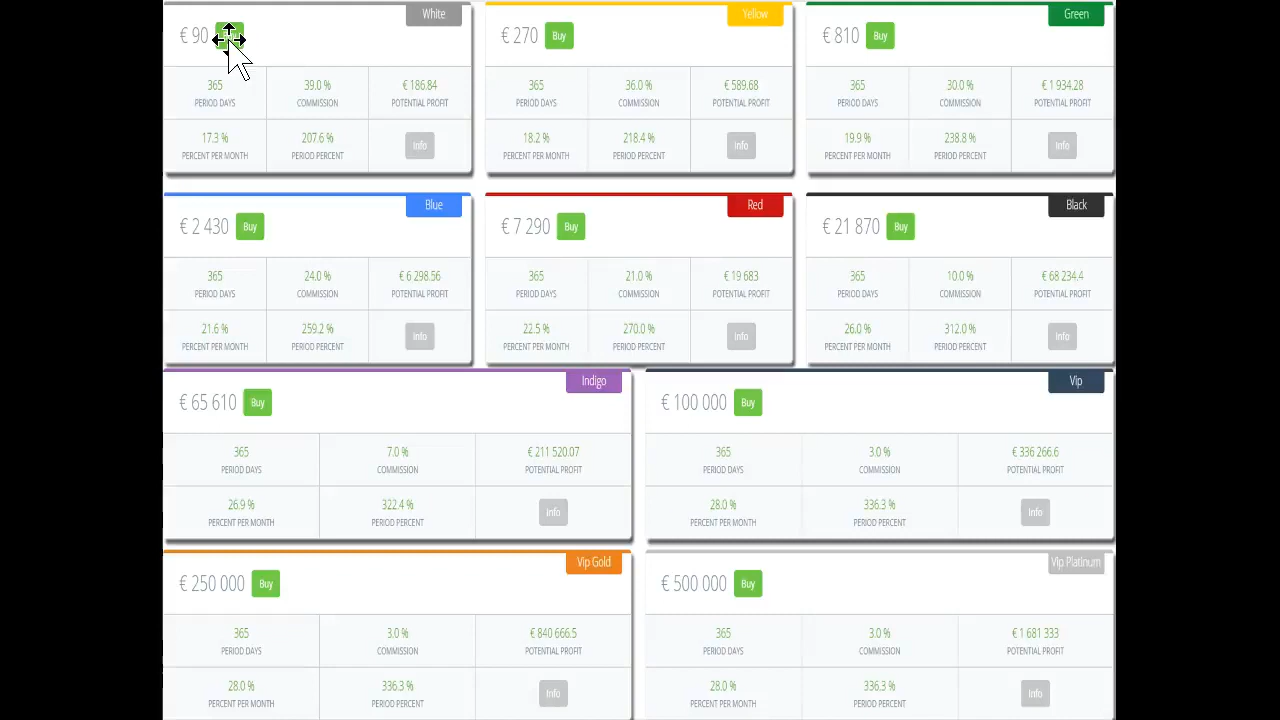 White
€ 90
365 39.0 % € 186.84
PERIOD DAYS COMMISSION POTENTIAL PROFIT
17.3 % 207.6 % Info
PERCENT PER MONTH PERIOD PERCENT
Yellow
€ 270 Buy
365 36.0 % € 589.68
PERIOD DAYS COMMISSION POTENTIAL PROFIT
18.2 % 218.4 % Info
PERCENT PER MONTH PERIOD PERCENT
Green
€ 810 Buy
365 30.0 % € 1 934.28
PERIOD DAYS COMMISSION POTENTIAL PROFIT
19.9 % 238.8 % Info
PERCENT PER MONTH PERIOD PERCENT
Blue
€ 2 430 Buy
365 24.0 % € 6 298.56
PERIOD DAYS COMMISSION POTENTIAL PROFIT
21.6 % 259.2 % Info
PERCENT PER MONTH PERIOD PERCENT
Red
€ 7 290 Buy
365 21.0 % € 19 683
PERIOD DAYS COMMISSION POTENTIAL PROFIT
22.5 % 270.0 % Info
PERCENT PER MONTH PERIOD PERCENT
Black
€ 21 870 Buy
365 10.0 % € 68 234.4
PERIOD DAYS COMMISSION POTENTIAL PROFIT
26.0 % 312.0 % Info
PERCENT PER MONTH PERIOD PERCENT
Indigo
€ 65 610 Buy
365 7.0 % € 211 520.07
PERIOD DAYS COMMISSION POTENTIAL PROFIT
26.9 % 322.4 % Info
PERCENT PER MONTH PERIOD PERCENT
Vip
€ 100 000 Buy
365 3.0 % € 336 266.6
PERIOD DAYS COMMISSION POTENTIAL PROFIT
28.0 % 336.3 % Info
PERCENT PER MONTH PERIOD PERCENT
Vip Gold
€ 250 000 Buy
365 3.0 % € 840 666.5
PERIOD DAYS COMMISSION POTENTIAL PROFIT
28.0 % 336.3 % Info
PERCENT PER MONTH PERIOD PERCENT
Vip Platinum
€ 500 000 Buy
365 3.0 % € 1 681 333
PERIOD DAYS COMMISSION POTENTIAL PROFIT
28.0 % 336.3 % Info
PERCENT PER MONTH PERIOD PERCENT